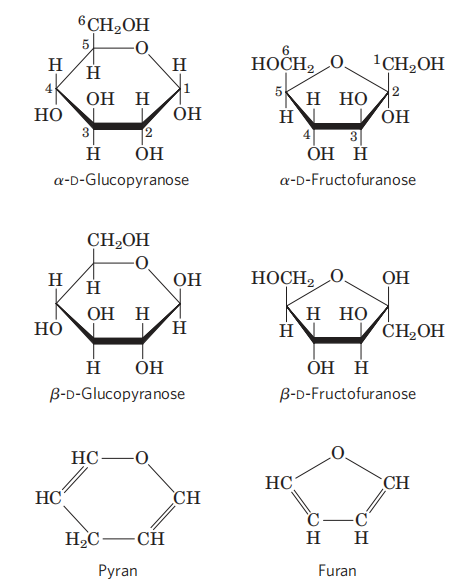 6CH2OH
5 O
H H H
4 OH H 1
HO OH
3 2
H OH
α-D-Glucopyranose
6
HOCH2 O 1CH2OH
5 H HO 2
H OH
4 3
OH H
α-D-Fructofuranose
CH2OH
O
H H OH
OH H
HO H
H OH
β-D-Glucopyranose
HOCH2 O OH
H HO
H CH2OH
OH H
β-D-Fructofuranose
HC O
HC CH
H2C CH
Pyran
O
HC CH
C C
H H
Furan